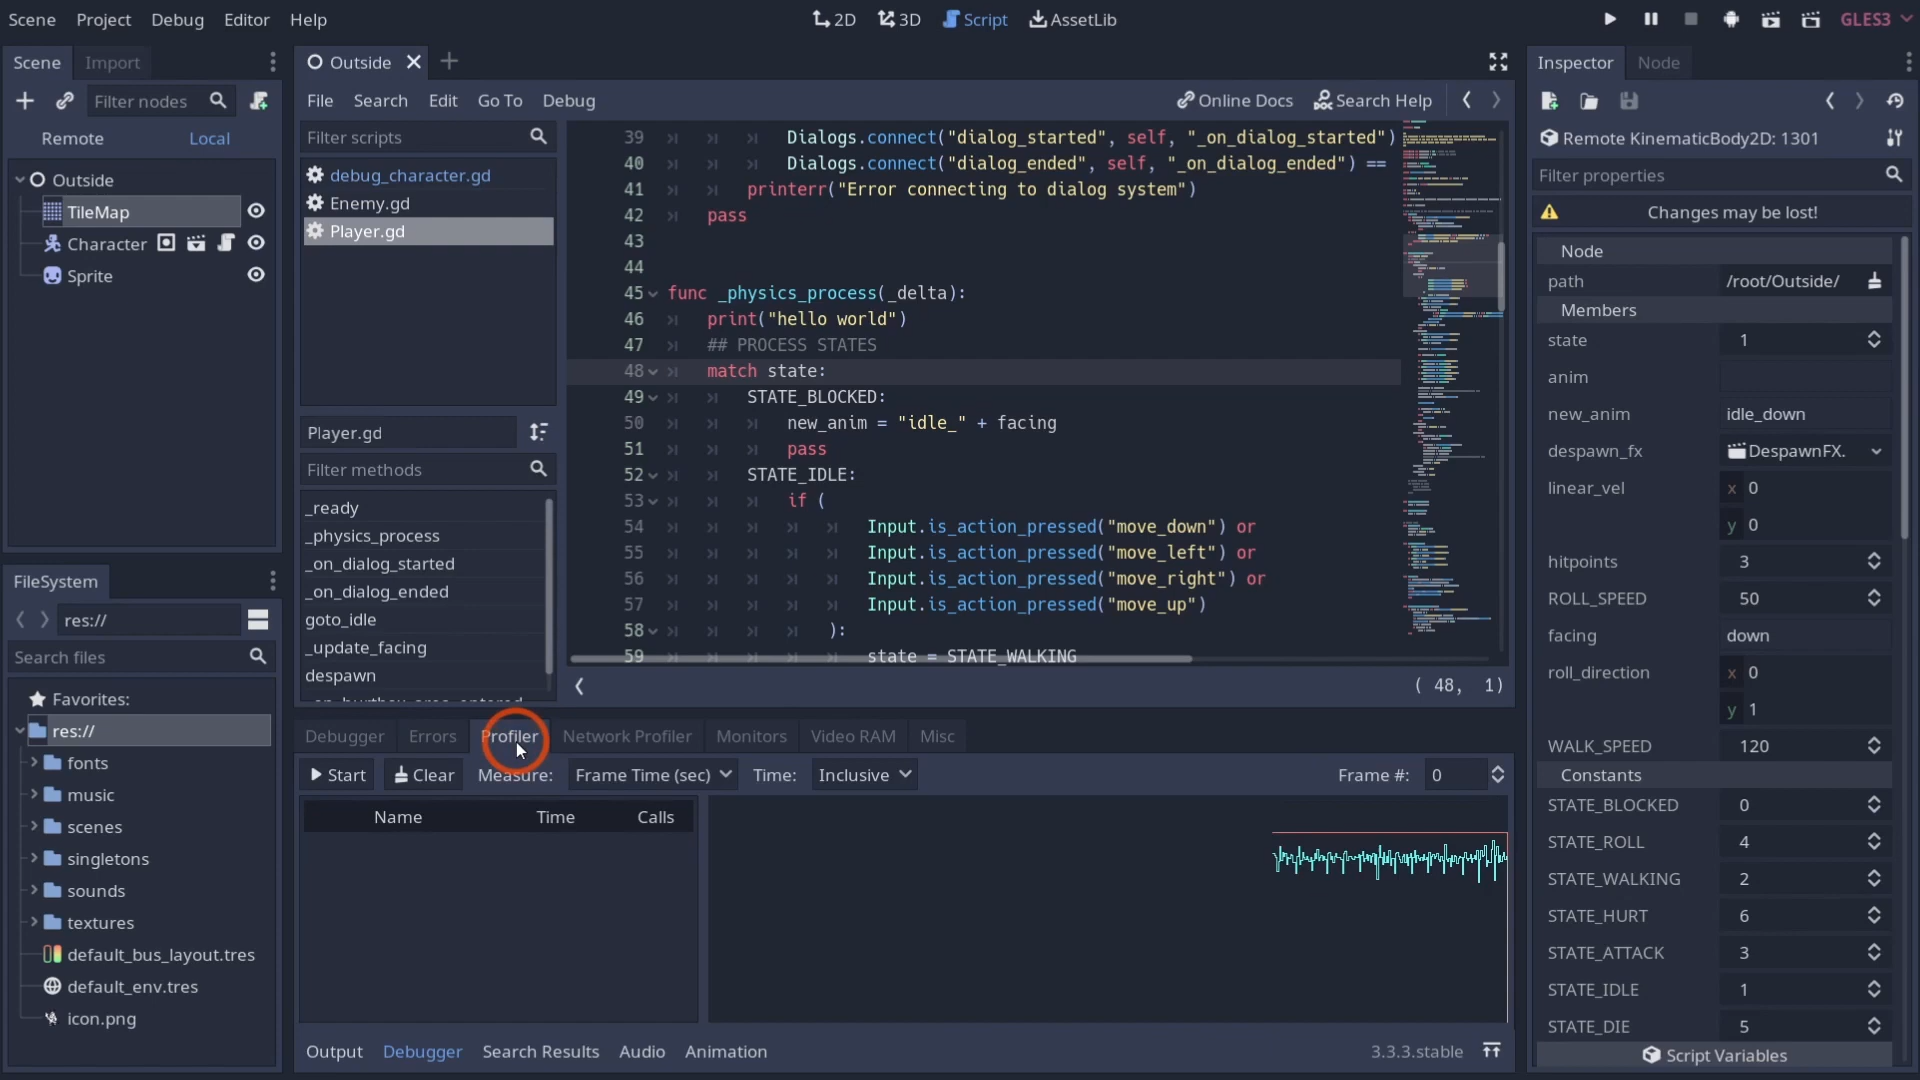 Scene Project Debug Editor Help
2D 3D Script AssetLib
GLES3
Scene Import
Filter nodes
Remote Local
Outside
TileMap
Character
Sprite
FileSystem
res://
Search files
Favorites:
res://
fonts
music
scenes
singletons
sounds
textures
default_bus_layout.tres
default_env.tres
icon.png
Outside
File Search Edit Go To Debug
Online Docs Search Help
Filter scripts
debug_character.gd
Enemy.gd
Player.gd
Player.gd
Filter methods
_ready
_physics_process
_on_dialog_started
_on_dialog_ended
goto_idle
_update_facing
despawn
39 Dialogs.connect("dialog_started", self, "_on_dialog_started")
40 Dialogs.connect("dialog_ended", self, "_on_dialog_ended") ==
41 printerr("Error connecting to dialog system")
42 pass
43
44
45 func _physics_process(_delta):
46 print("hello world")
47 ## PROCESS STATES
48 match state:
49 STATE_BLOCKED:
50 new_anim = "idle_" + facing
51 pass
52 STATE_IDLE:
53 if (
54 Input.is_action_pressed("move_down") or
55 Input.is_action_pressed("move_left") or
56 Input.is_action_pressed("move_right") or
57 Input.is_action_pressed("move_up")
58 ):
59 state = STATE_WALKING
( 48, 1)
Debugger Errors Profiler Network Profiler Monitors Video RAM Misc
Start Clear Measure: Frame Time (sec) Time: Inclusive Frame #: 0
Name Time Calls
Output Debugger Search Results Audio Animation 3.3.3.stable
Inspector Node
Remote KinematicBody2D: 1301
Filter properties
Changes may be lost!
Node
path /root/Outside/
Members
state 1
anim
new_anim idle_down
despawn_fx DespawnFX.
linear_vel x 0
y 0
hitpoints 3
ROLL_SPEED 50
facing down
roll_direction x 0
y 1
WALK_SPEED 120
Constants
STATE_BLOCKED 0
STATE_ROLL 4
STATE_WALKING 2
STATE_HURT 6
STATE_ATTACK 3
STATE_IDLE 1
STATE_DIE 5
Script Variables